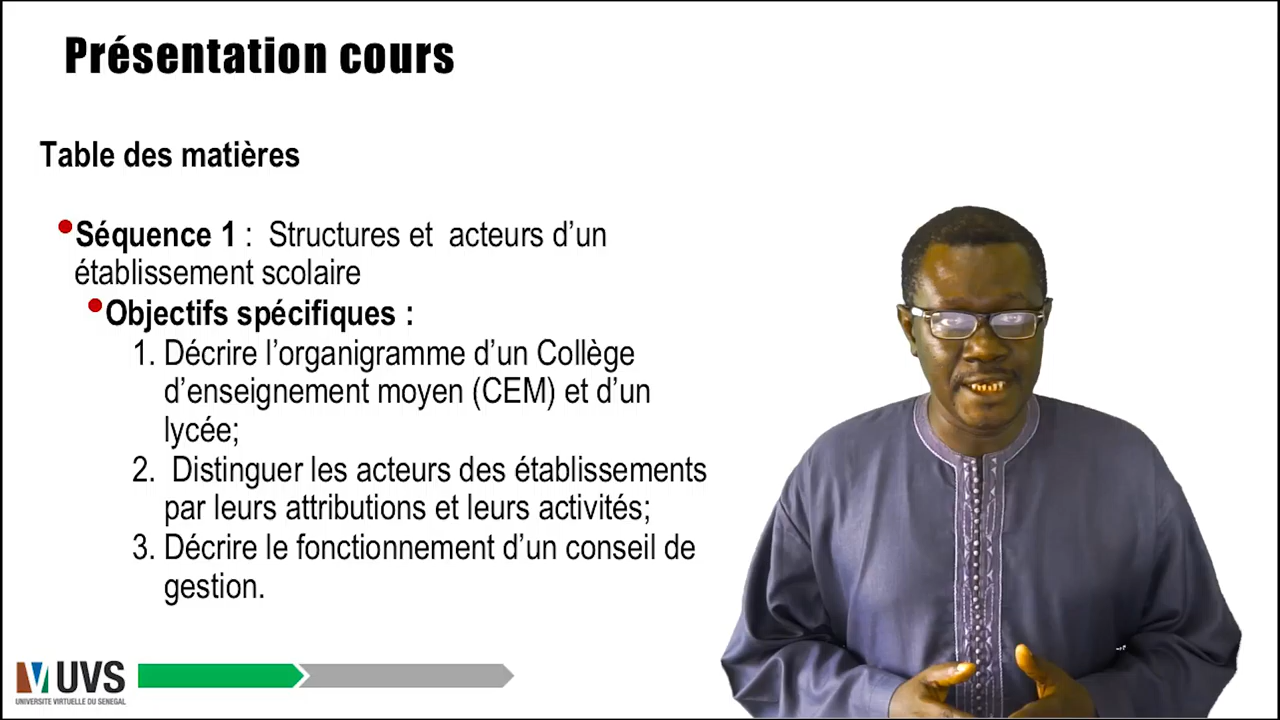 Présentation cours
Table des matières
•Séquence 1 : Structures et acteurs d’un
établissement scolaire
•Objectifs spécifiques :
1. Décrire l’organigramme d’un Collège
d’enseignement moyen (CEM) et d’un
lycée;
2. Distinguer les acteurs des établissements
par leurs attributions et leurs activités;
3. Décrire le fonctionnement d’un conseil de
gestion.
UVS
UNIVERSITE VIRTUELLE DU SENEGAL